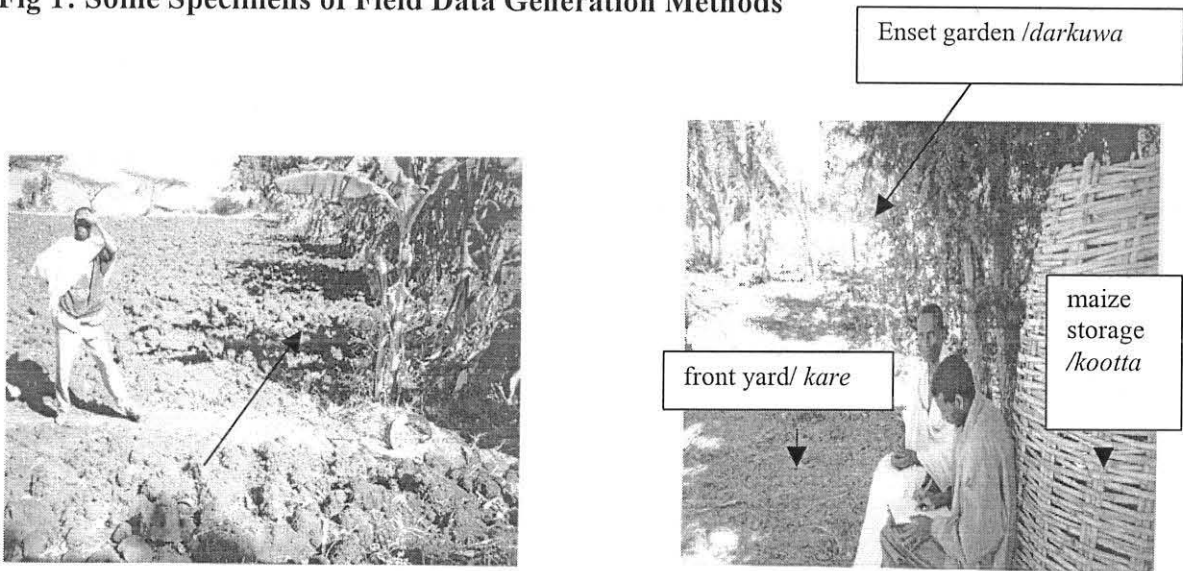 Fig 1: Some Specimens of Field Data Generation Methods
Enset garden /darkuwa
maize
storage
/kootta
front yard/ kare